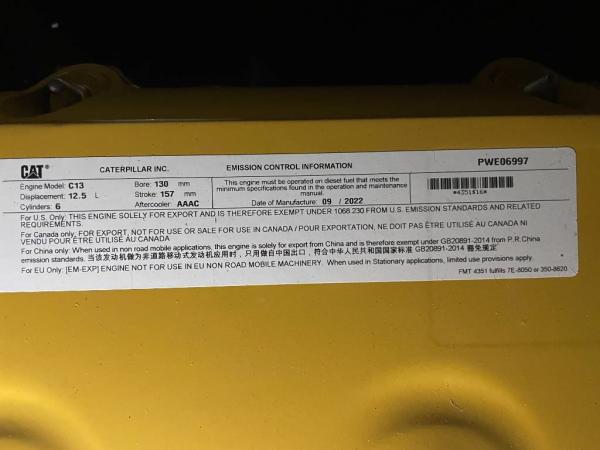 CAT® CATERPILLAR INC. EMISSION CONTROL INFORMATION PWE06997
Engine Model: C13 Bore: 130 mm
Displacement: 12.5 L Stroke: 157 mm
Cylinders: 6 Aftercooler: AAAC
This engine must be operated on diesel fuel that meets the
minimum specifications found in the operation and maintenance
manual.
Date of Manufacture: 09 / 2022
*4351$16*
For U.S. Only: THIS ENGINE SOLELY FOR EXPORT AND IS THEREFORE EXEMPT UNDER 1068.230 FROM U.S. EMISSION STANDARDS AND RELATED
REQUIREMENTS.
For Canada only, FOR EXPORT, NOT FOR USE OR SALE FOR USE IN CANADA / POUR EXPORTATION, NE DOIT PAS ÊTRE UTILISÉ AU CANADA NI
VENDU POUR ÊTRE UTILISÉ AU CANADA
For China only: When used in non road mobile applications, this engine is solely for export from China and is therefore exempt under GB20891-2014 from P.R.China
emission standards. 当该发动机做为非道路移动式发动机应用时，只用做自中国出口，符合中华人民共和国国家标准 GB20891-2014 豁免规定
For EU Only: [EM-EXP] ENGINE NOT FOR USE IN EU NON ROAD MOBILE MACHINERY. When used in Stationary applications, limited use provisions apply.
FMT 4351 fulfills 7E-8050 or 350-8620